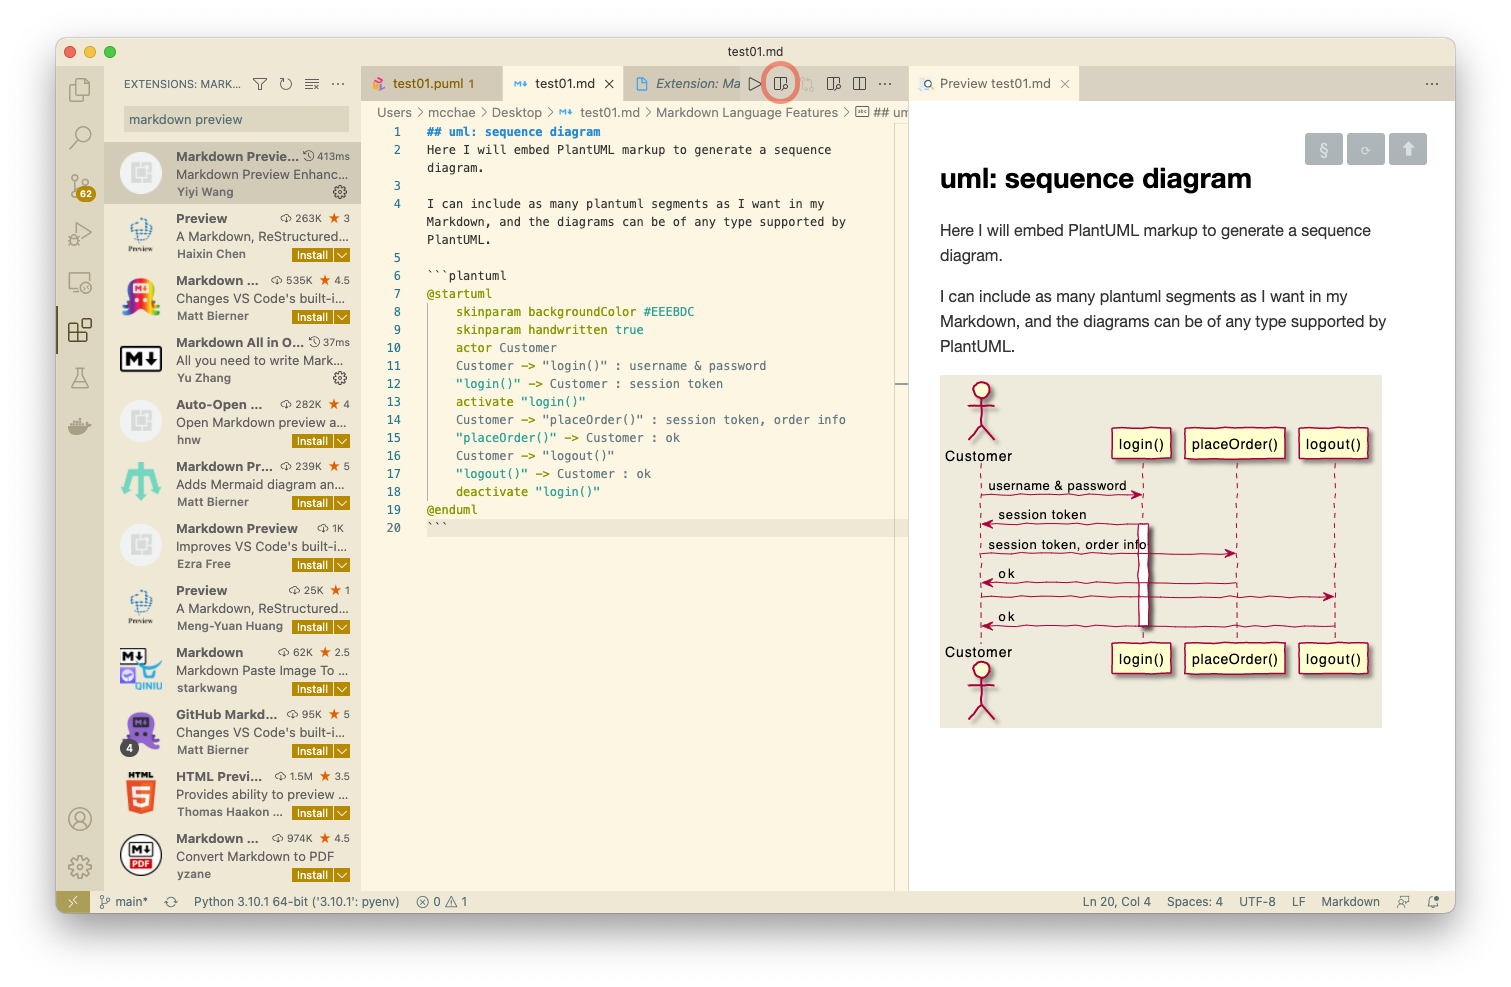 test01.md
EXTENSIONS: MARK...
markdown preview
Markdown Previe... 413ms
Markdown Preview Enhanc...
Yiyi Wang
Preview 263K 3
A Markdown, ReStructured...
Haixin Chen Install
Markdown ... 535K 4.5
Changes VS Code's built-i...
Matt Bierner Install
Markdown All in O... 37ms
All you need to write Mark...
Yu Zhang
Auto-Open ... 282K 4
Open Markdown preview a...
hnw Install
Markdown Pr... 239K 5
Adds Mermaid diagram an...
Matt Bierner Install
Markdown Preview 1K
Improves VS Code's built-i...
Ezra Free Install
Preview 25K 1
A Markdown, ReStructured...
Meng-Yuan Huang Install
Markdown 62K 2.5
Markdown Paste Image To ...
starkwang Install
GitHub Markd... 95K 5
Changes VS Code's built-i...
Matt Bierner Install
HTML Previ... 1.5M 3.5
Provides ability to preview ...
Thomas Haakon ... Install
Markdown ... 974K 4.5
Convert Markdown to PDF
yzane Install
62
4
Preview
M
Preview
M
QINIU
HTML
5
M
PDF
test01.puml 1
test01.md
Extension: Ma
Users > mcchae > Desktop > test01.md > Markdown Language Features > abc ## um
1 ## uml: sequence diagram
2 Here I will embed PlantUML markup to generate a sequence
diagram.
3
4 I can include as many plantuml segments as I want in my
Markdown, and the diagrams can be of any type supported by
PlantUML.
5
6 ```plantuml
7 @startuml
8 skinparam backgroundColor #EEEBDC
9 skinparam handwritten true
10 actor Customer
11 Customer -> "login()" : username & password
12 "login()" -> Customer : session token
13 activate "login()"
14 Customer -> "placeOrder()" : session token, order info
15 "placeOrder()" -> Customer : ok
16 Customer -> "logout()"
17 "logout()" -> Customer : ok
18 deactivate "login()"
19 @enduml
20 ```
Preview test01.md
§
uml: sequence diagram
Here I will embed PlantUML markup to generate a sequence
diagram.
I can include as many plantuml segments as I want in my
Markdown, and the diagrams can be of any type supported by
PlantUML.
Customer login() placeOrder() logout()
username & password
session token
session token, order info
ok
ok
Customer login() placeOrder() logout()
main* Python 3.10.1 64-bit ('3.10.1': pyenv) 0 1
Ln 20, Col 4 Spaces: 4 UTF-8 LF Markdown